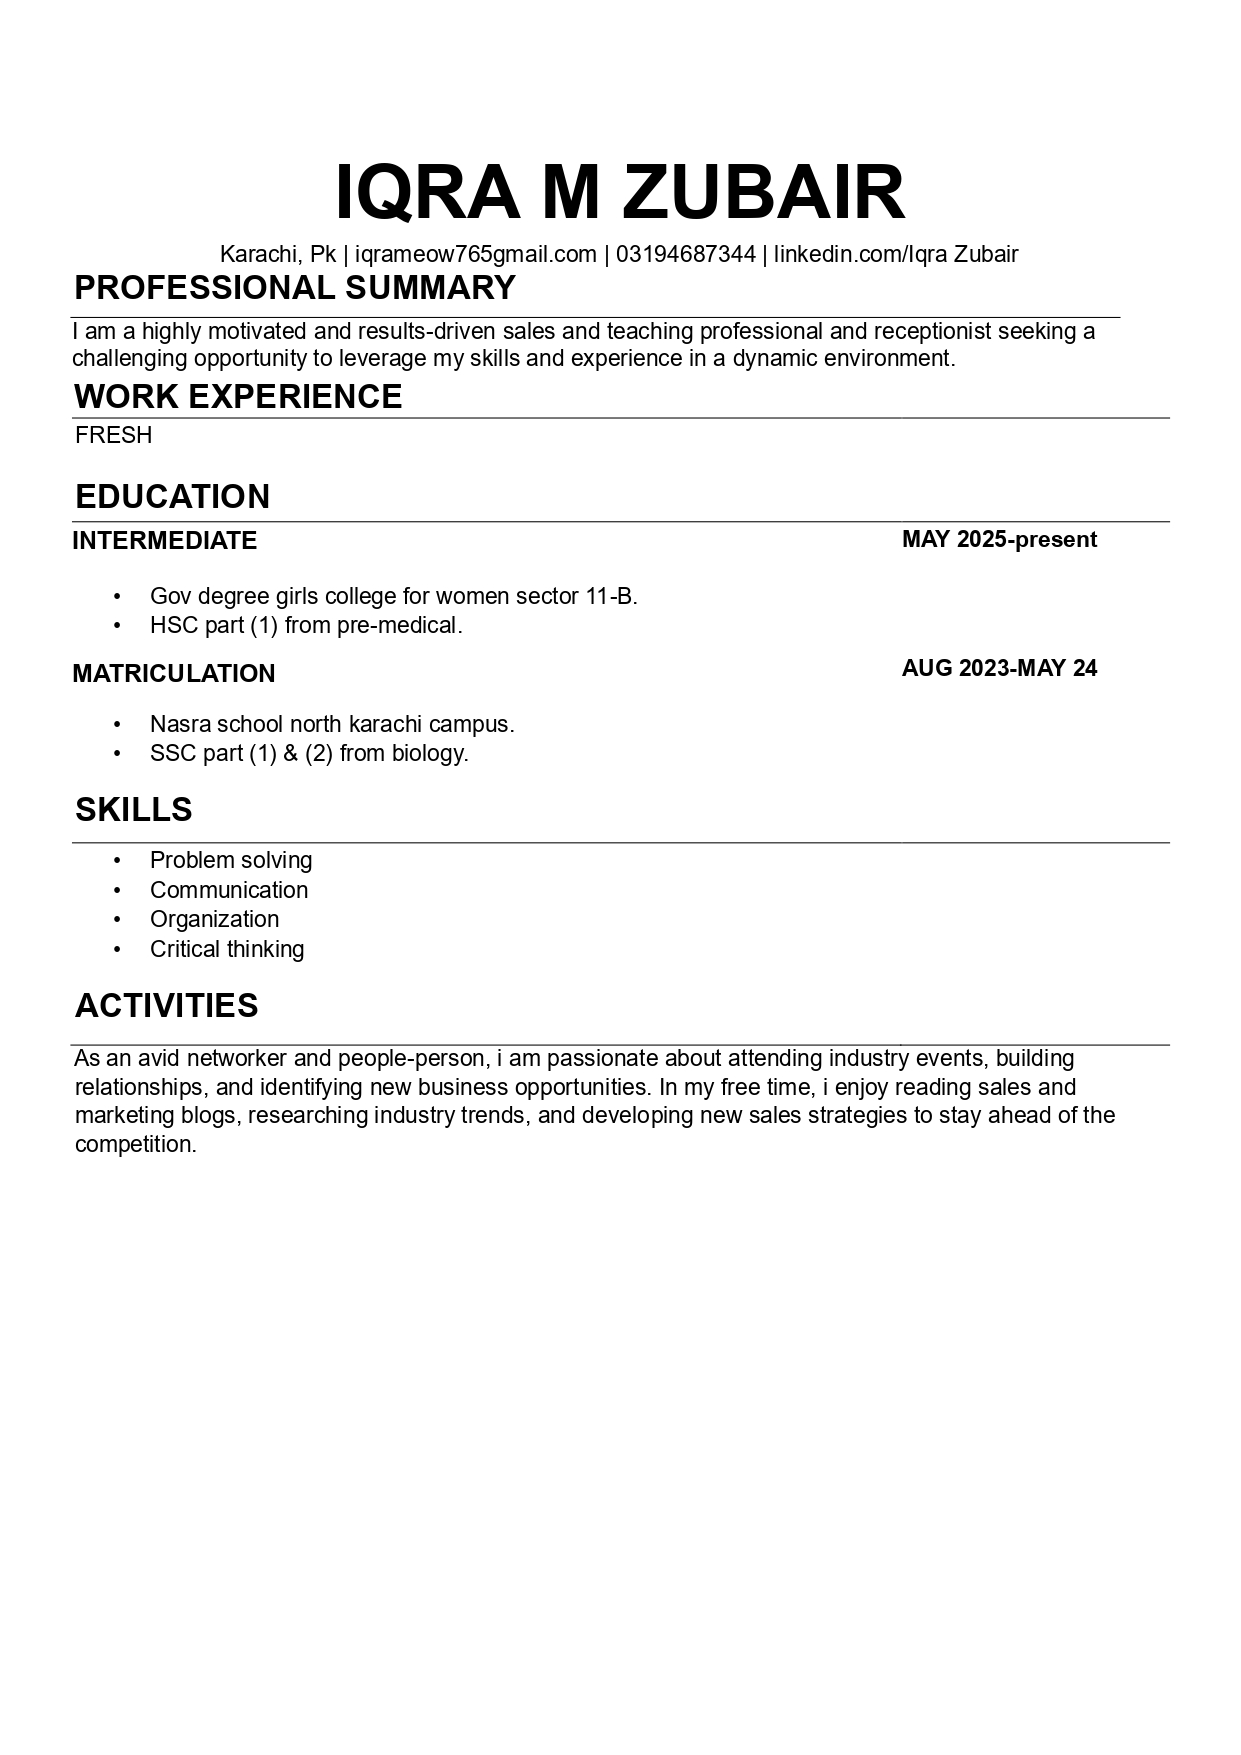 IQRA M ZUBAIR
Karachi, Pk | iqrameow765gmail.com | 03194687344 | linkedin.com/Iqra Zubair
PROFESSIONAL SUMMARY
I am a highly motivated and results-driven sales and teaching professional and receptionist seeking a
challenging opportunity to leverage my skills and experience in a dynamic environment.
WORK EXPERIENCE
FRESH
EDUCATION
INTERMEDIATE MAY 2025-present
• Gov degree girls college for women sector 11-B.
• HSC part (1) from pre-medical.
MATRICULATION AUG 2023-MAY 24
• Nasra school north karachi campus.
• SSC part (1) & (2) from biology.
SKILLS
• Problem solving
• Communication
• Organization
• Critical thinking
ACTIVITIES
As an avid networker and people-person, i am passionate about attending industry events, building
relationships, and identifying new business opportunities. In my free time, i enjoy reading sales and
marketing blogs, researching industry trends, and developing new sales strategies to stay ahead of the
competition.